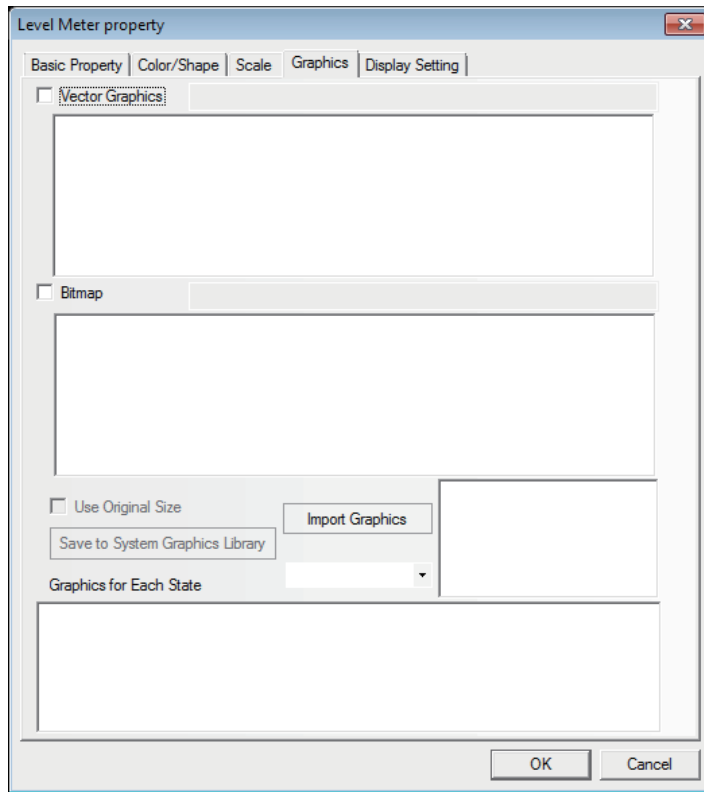 Level Meter property
Basic Property Color/Shape Scale Graphics Display Setting
Vector Graphics
Bitmap
Use Original Size
Import Graphics
Save to System Graphics Library
Graphics for Each State
OK Cancel